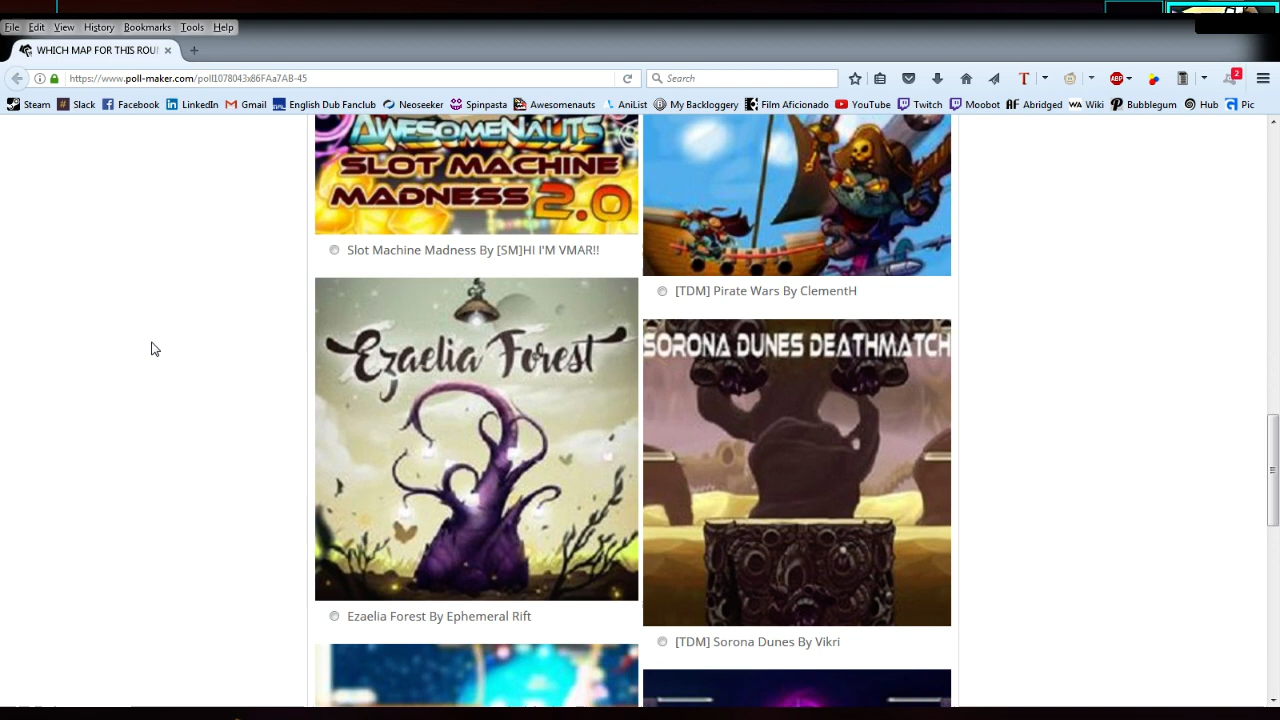 File Edit View History Bookmarks Tools Help
WHICH MAP FOR THIS ROU
https://www.poll-maker.com/poll1078043x86FAa7AB-45
Search
ABP
2
Steam Slack Facebook LinkedIn Gmail English Dub Fanclub Neoseeker Spinpasta Awesomenauts AniList My Backloggery Film Aficionado YouTube Twitch Moobot Abridged Wiki Bubblegum Hub Pic
AWESOMENAUTS
SLOT MACHINE
MADNESS 2.0
Slot Machine Madness By [SM]HI I'M VMAR!!
[TDM] Pirate Wars By ClementH
Ezaelia Forest
SORONA DUNES DEATHMATCH
Ezaelia Forest By Ephemeral Rift
[TDM] Sorona Dunes By Vikri